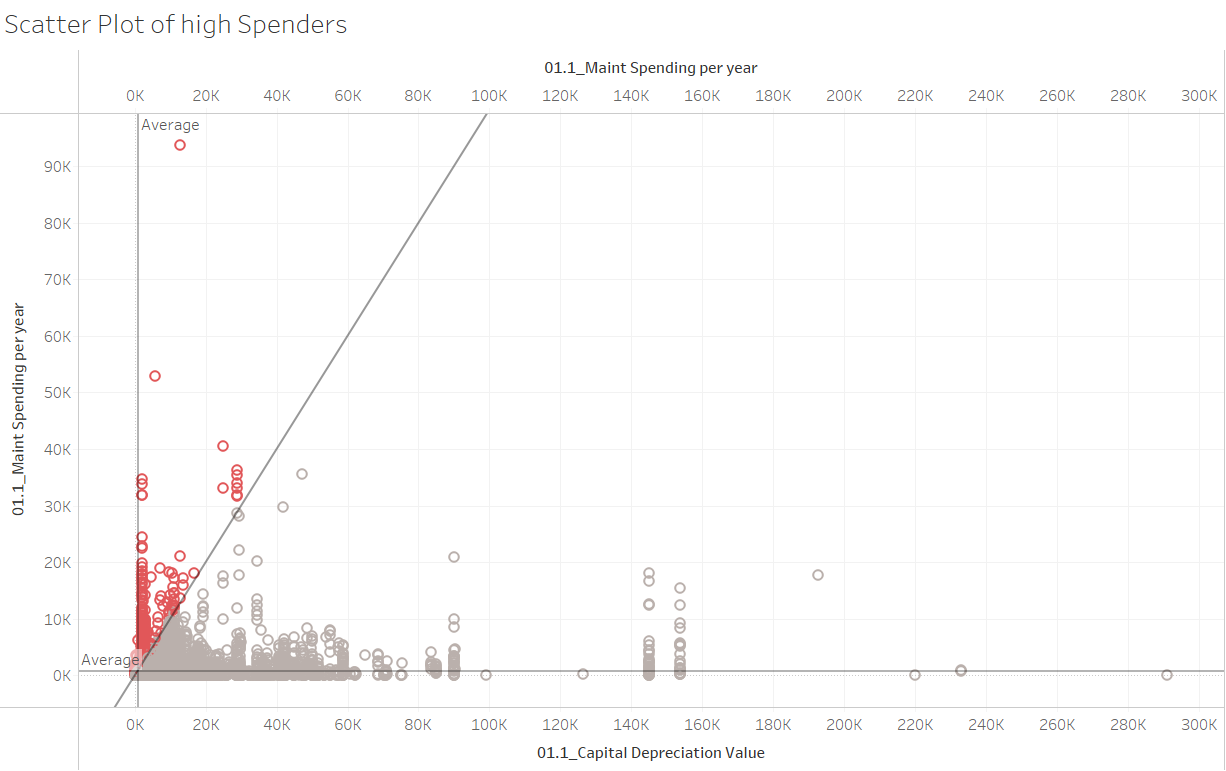 Scatter Plot of high Spenders
01.1_Maint Spending per year
0K 20K 40K 60K 80K 100K 120K 140K 160K 180K 200K 220K 240K 260K 280K 300K
Average
90K
80K
70K
60K
50K
40K
30K
20K
10K
0K
01.1_Maint Spending per year
Average
0K 20K 40K 60K 80K 100K 120K 140K 160K 180K 200K 220K 240K 260K 280K 300K
01.1_Capital Depreciation Value